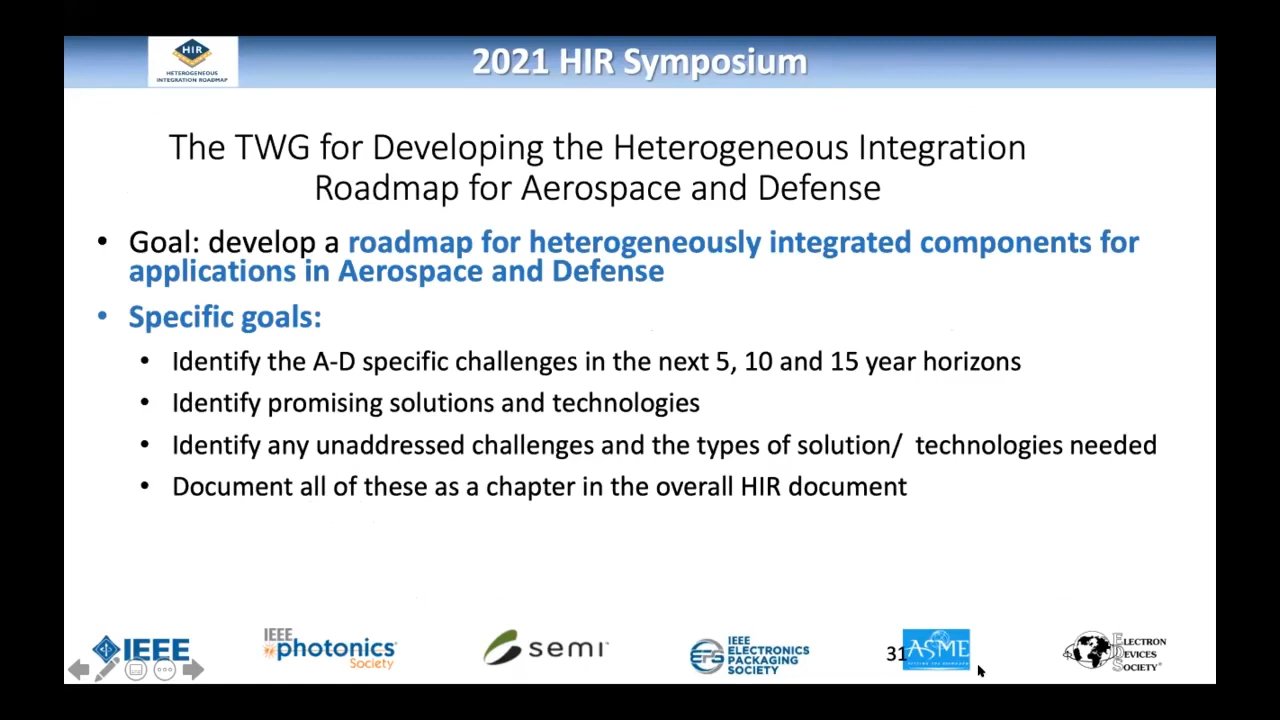 HIR
HETEROGENEOUS
INTEGRATION ROADMAP
2021 HIR Symposium
The TWG for Developing the Heterogeneous Integration
Roadmap for Aerospace and Defense
• Goal: develop a roadmap for heterogeneously integrated components for
applications in Aerospace and Defense
• Specific goals:
• Identify the A-D specific challenges in the next 5, 10 and 15 year horizons
• Identify promising solutions and technologies
• Identify any unaddressed challenges and the types of solution/ technologies needed
• Document all of these as a chapter in the overall HIR document
IEEE
IEEE
photonics
Society
semi
EPS
IEEE
ELECTRONICS
PACKAGING
SOCIETY
31
ASME
EDS
ELECTRON
DEVICES
SOCIETY®